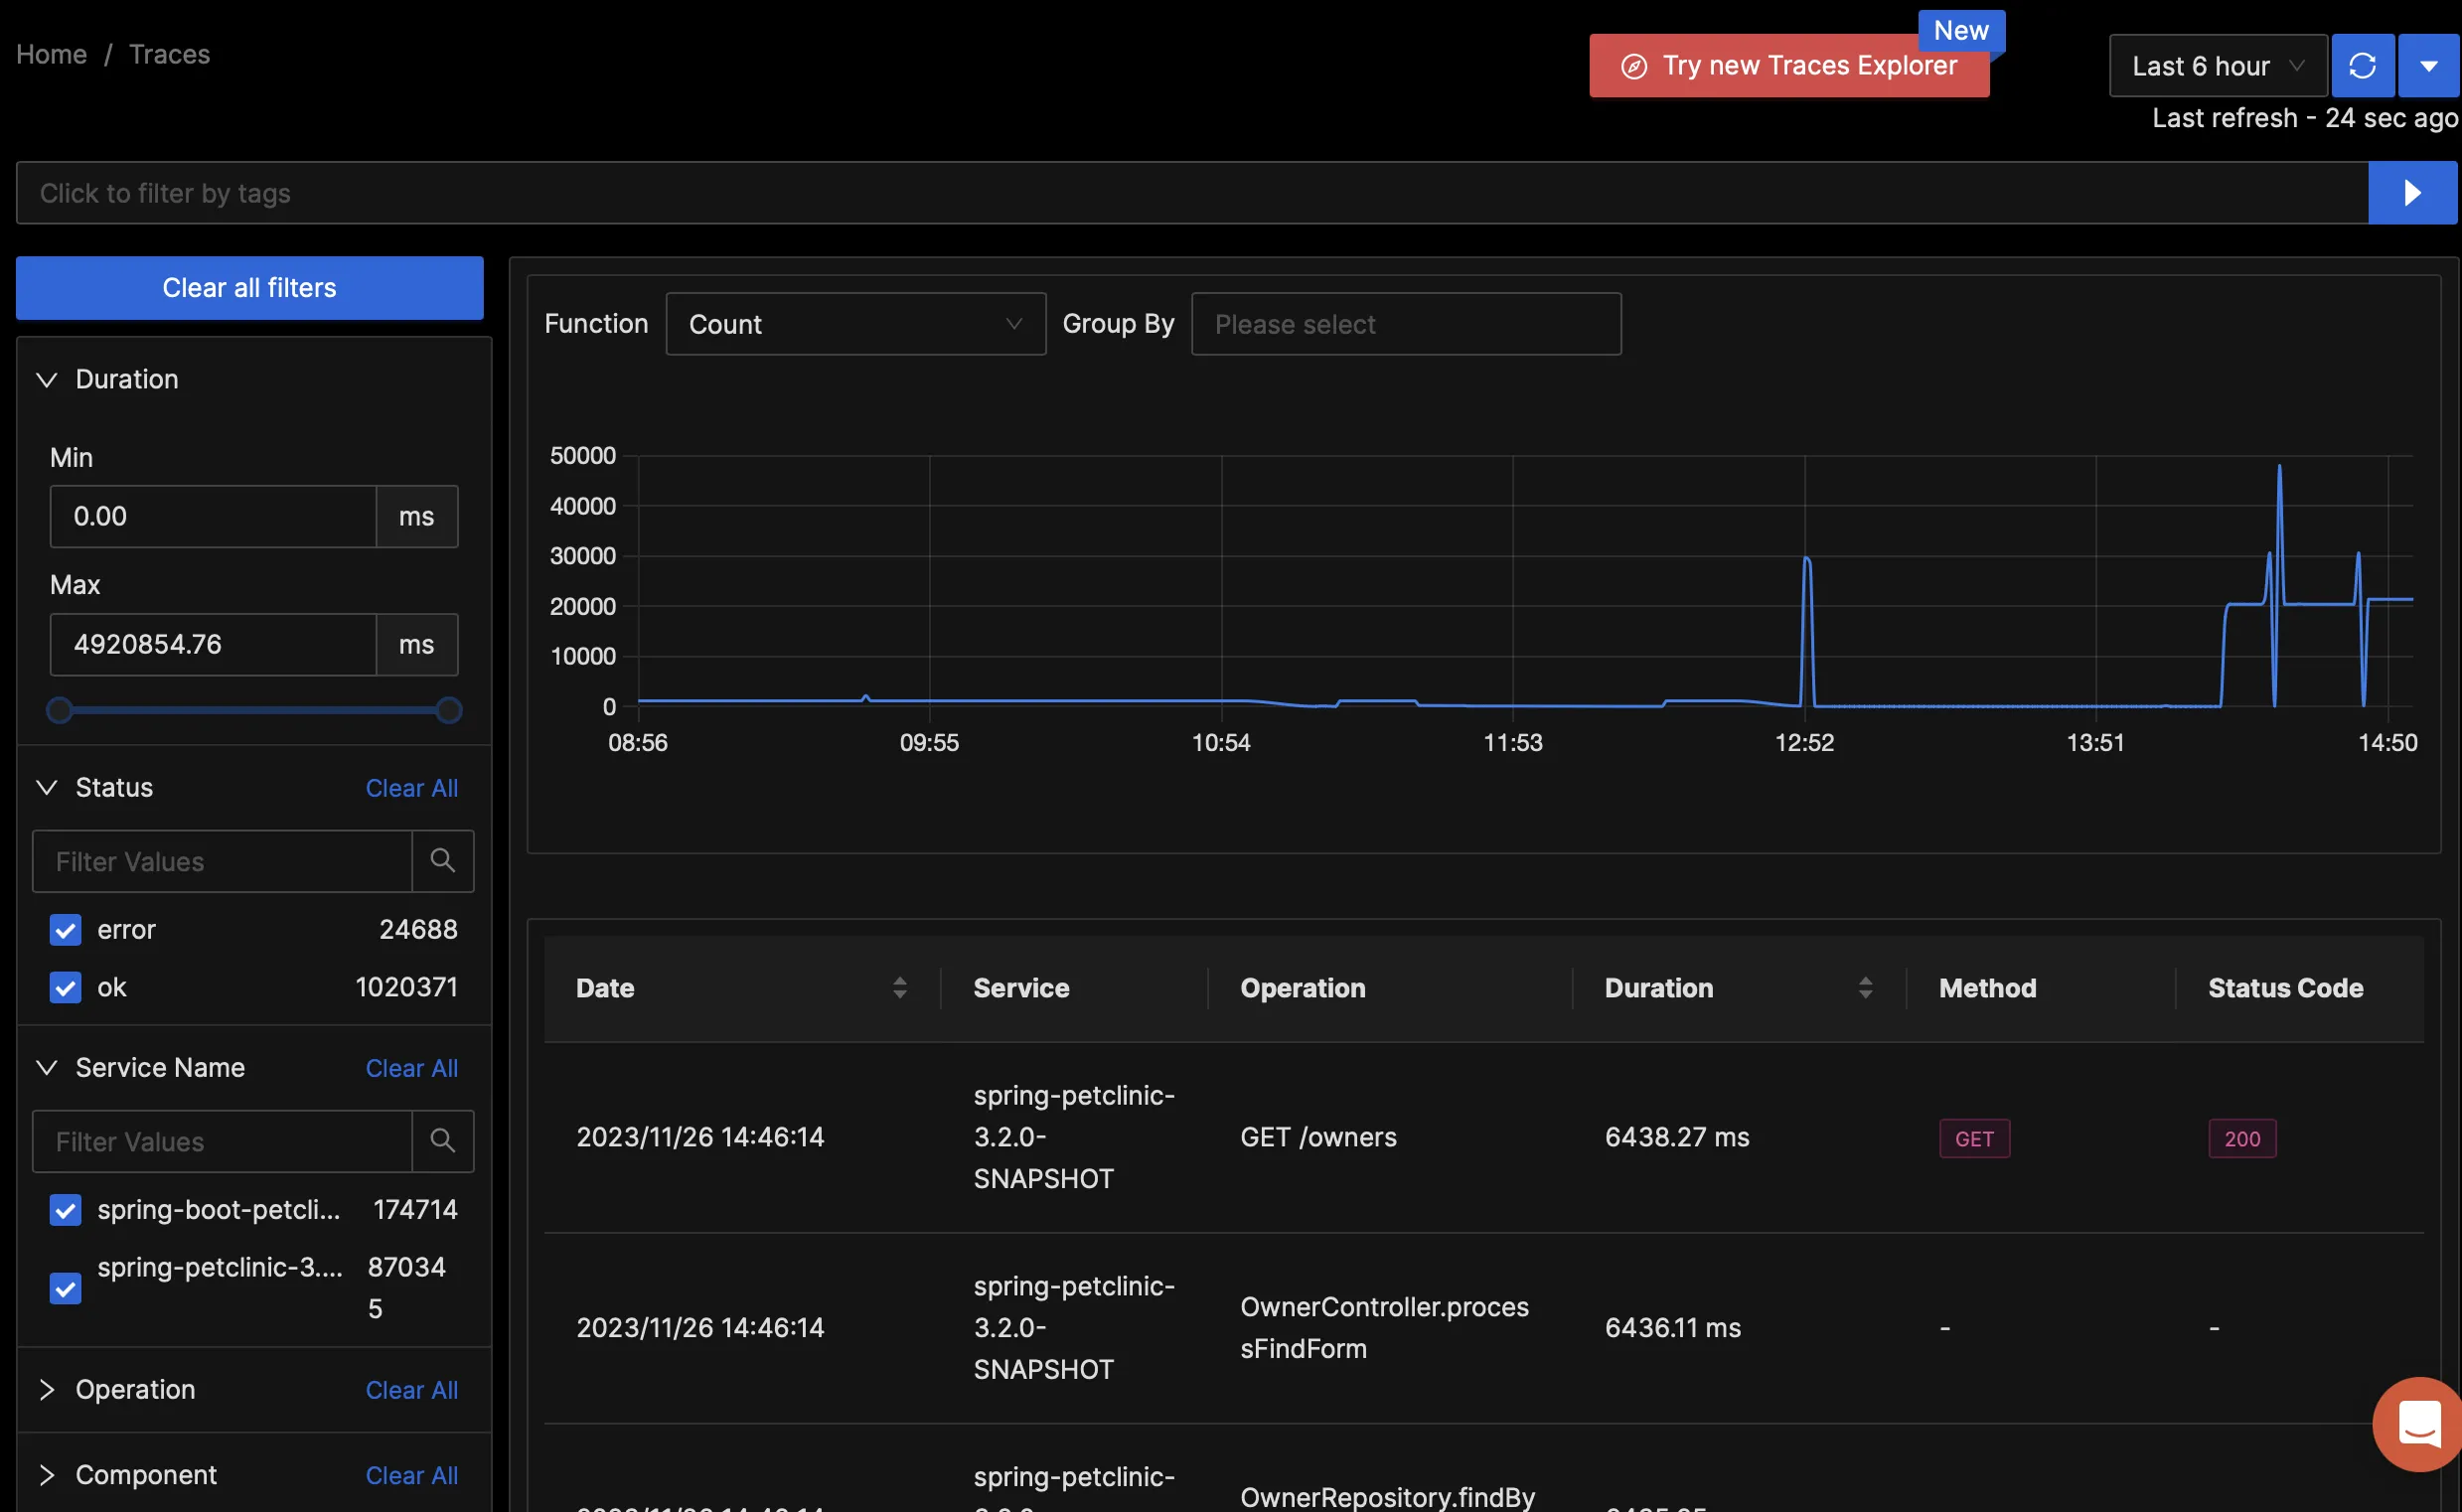 Home / Traces
New
Try new Traces Explorer
Last 6 hour
Last refresh - 24 sec ago
Click to filter by tags
Clear all filters
Duration
Min
0.00 ms
Max
4920854.76 ms
Status Clear All
Filter Values
error 24688
ok 1020371
Service Name Clear All
Filter Values
spring-boot-petcli... 174714
spring-petclinic-3.... 87034
5
Operation Clear All
Component Clear All
Function Count Group By Please select
50000
40000
30000
20000
10000
0
08:56 09:55 10:54 11:53 12:52 13:51 14:50
Date Service Operation Duration Method Status Code
spring-petclinic-
2023/11/26 14:46:14 3.2.0- GET /owners 6438.27 ms GET 200
SNAPSHOT
spring-petclinic-
OwnerController.proces
2023/11/26 14:46:14 3.2.0- 6436.11 ms - -
sFindForm
SNAPSHOT
spring-petclinic-
OwnerRepository.findBy